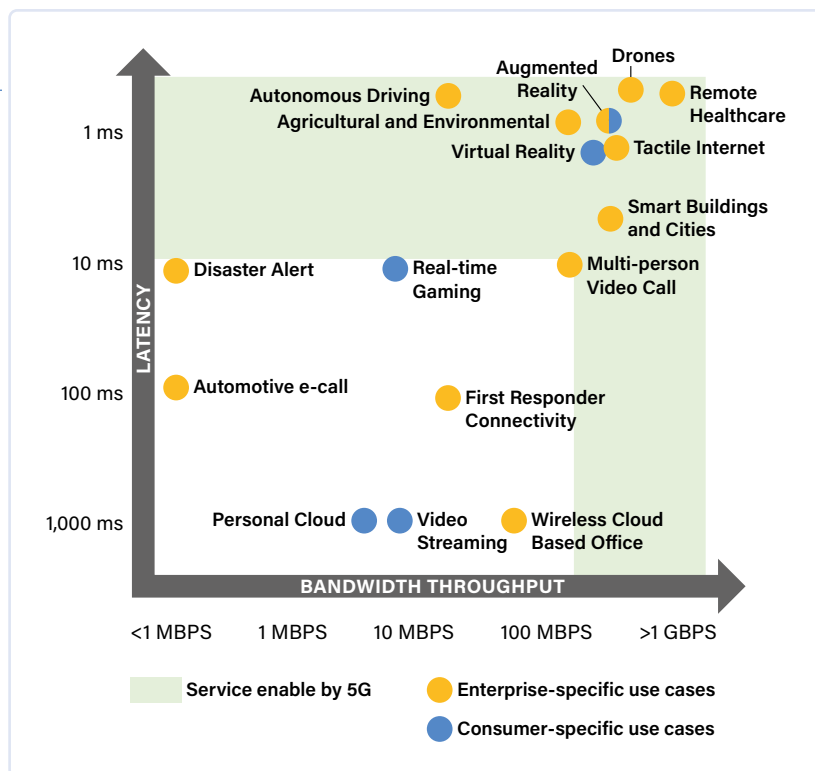 Drones
Augmented
Reality
Autonomous Driving
Remote
Healthcare
Agricultural and Environmental
1 ms
Virtual Reality
Tactile Internet
Smart Buildings
and Cities
10 ms
Disaster Alert
Real-time
Gaming
Multi-person
Video Call
LATENCY
100 ms
Automotive e-call
First Responder
Connectivity
1,000 ms
Personal Cloud
Video
Streaming
Wireless Cloud
Based Office
BANDWIDTH THROUGHPUT
<1 MBPS
1 MBPS
10 MBPS
100 MBPS
>1 GBPS
Service enable by 5G
Enterprise-specific use cases
Consumer-specific use cases